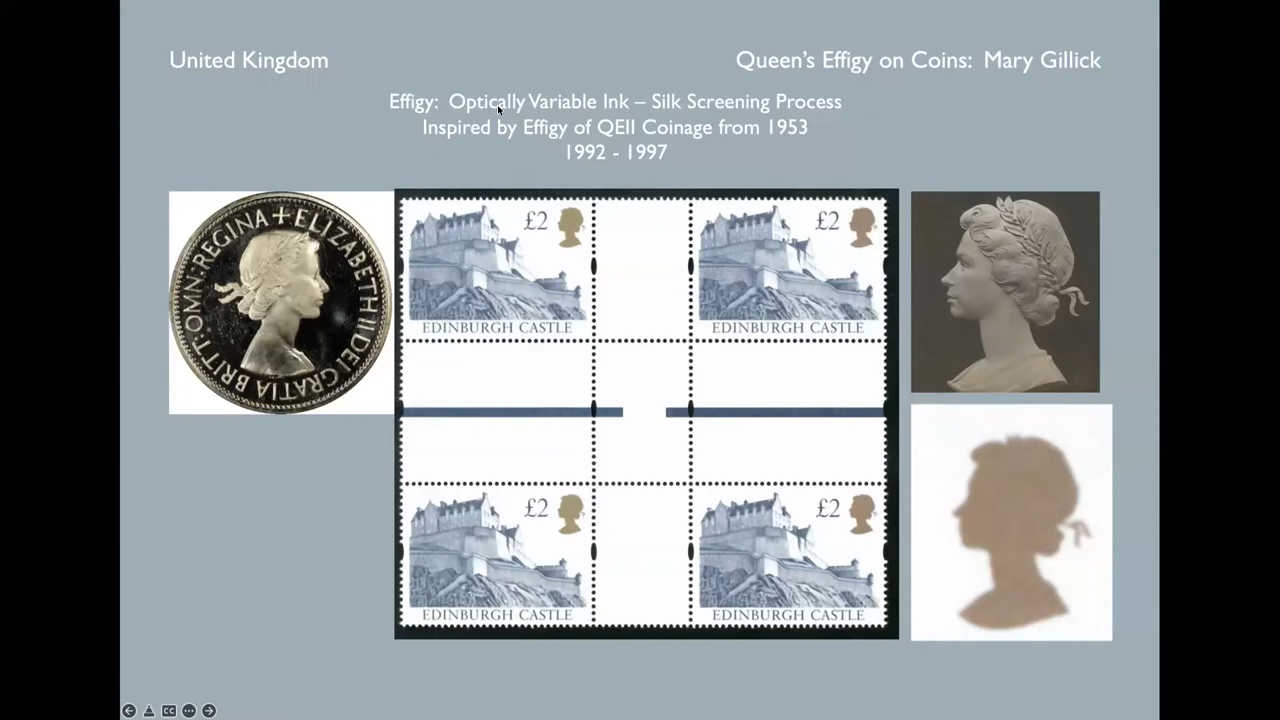 United Kingdom
Queen's Effigy on Coins: Mary Gillick
Effigy: Optically Variable Ink – Silk Screening Process
Inspired by Effigy of QEII Coinage from 1953
1992 - 1997
+ELIZABETH II DEI GRATIA BRITT:OMN:REGINA
£2
EDINBURGH CASTLE
£2
EDINBURGH CASTLE
£2
EDINBURGH CASTLE
£2
EDINBURGH CASTLE
CC